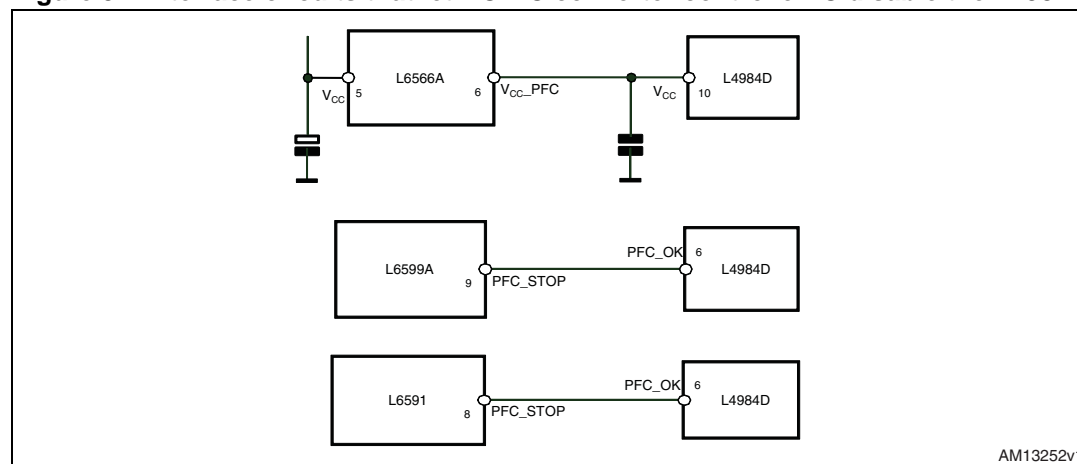 L6566A
L4984D
V_CC 5
6 V_CC_PFC
V_CC 10
L6599A
9 PFC_STOP
PFC_OK 6
L4984D
L6591
8 PFC_STOP
PFC_OK 6
L4984D
AM13252v1